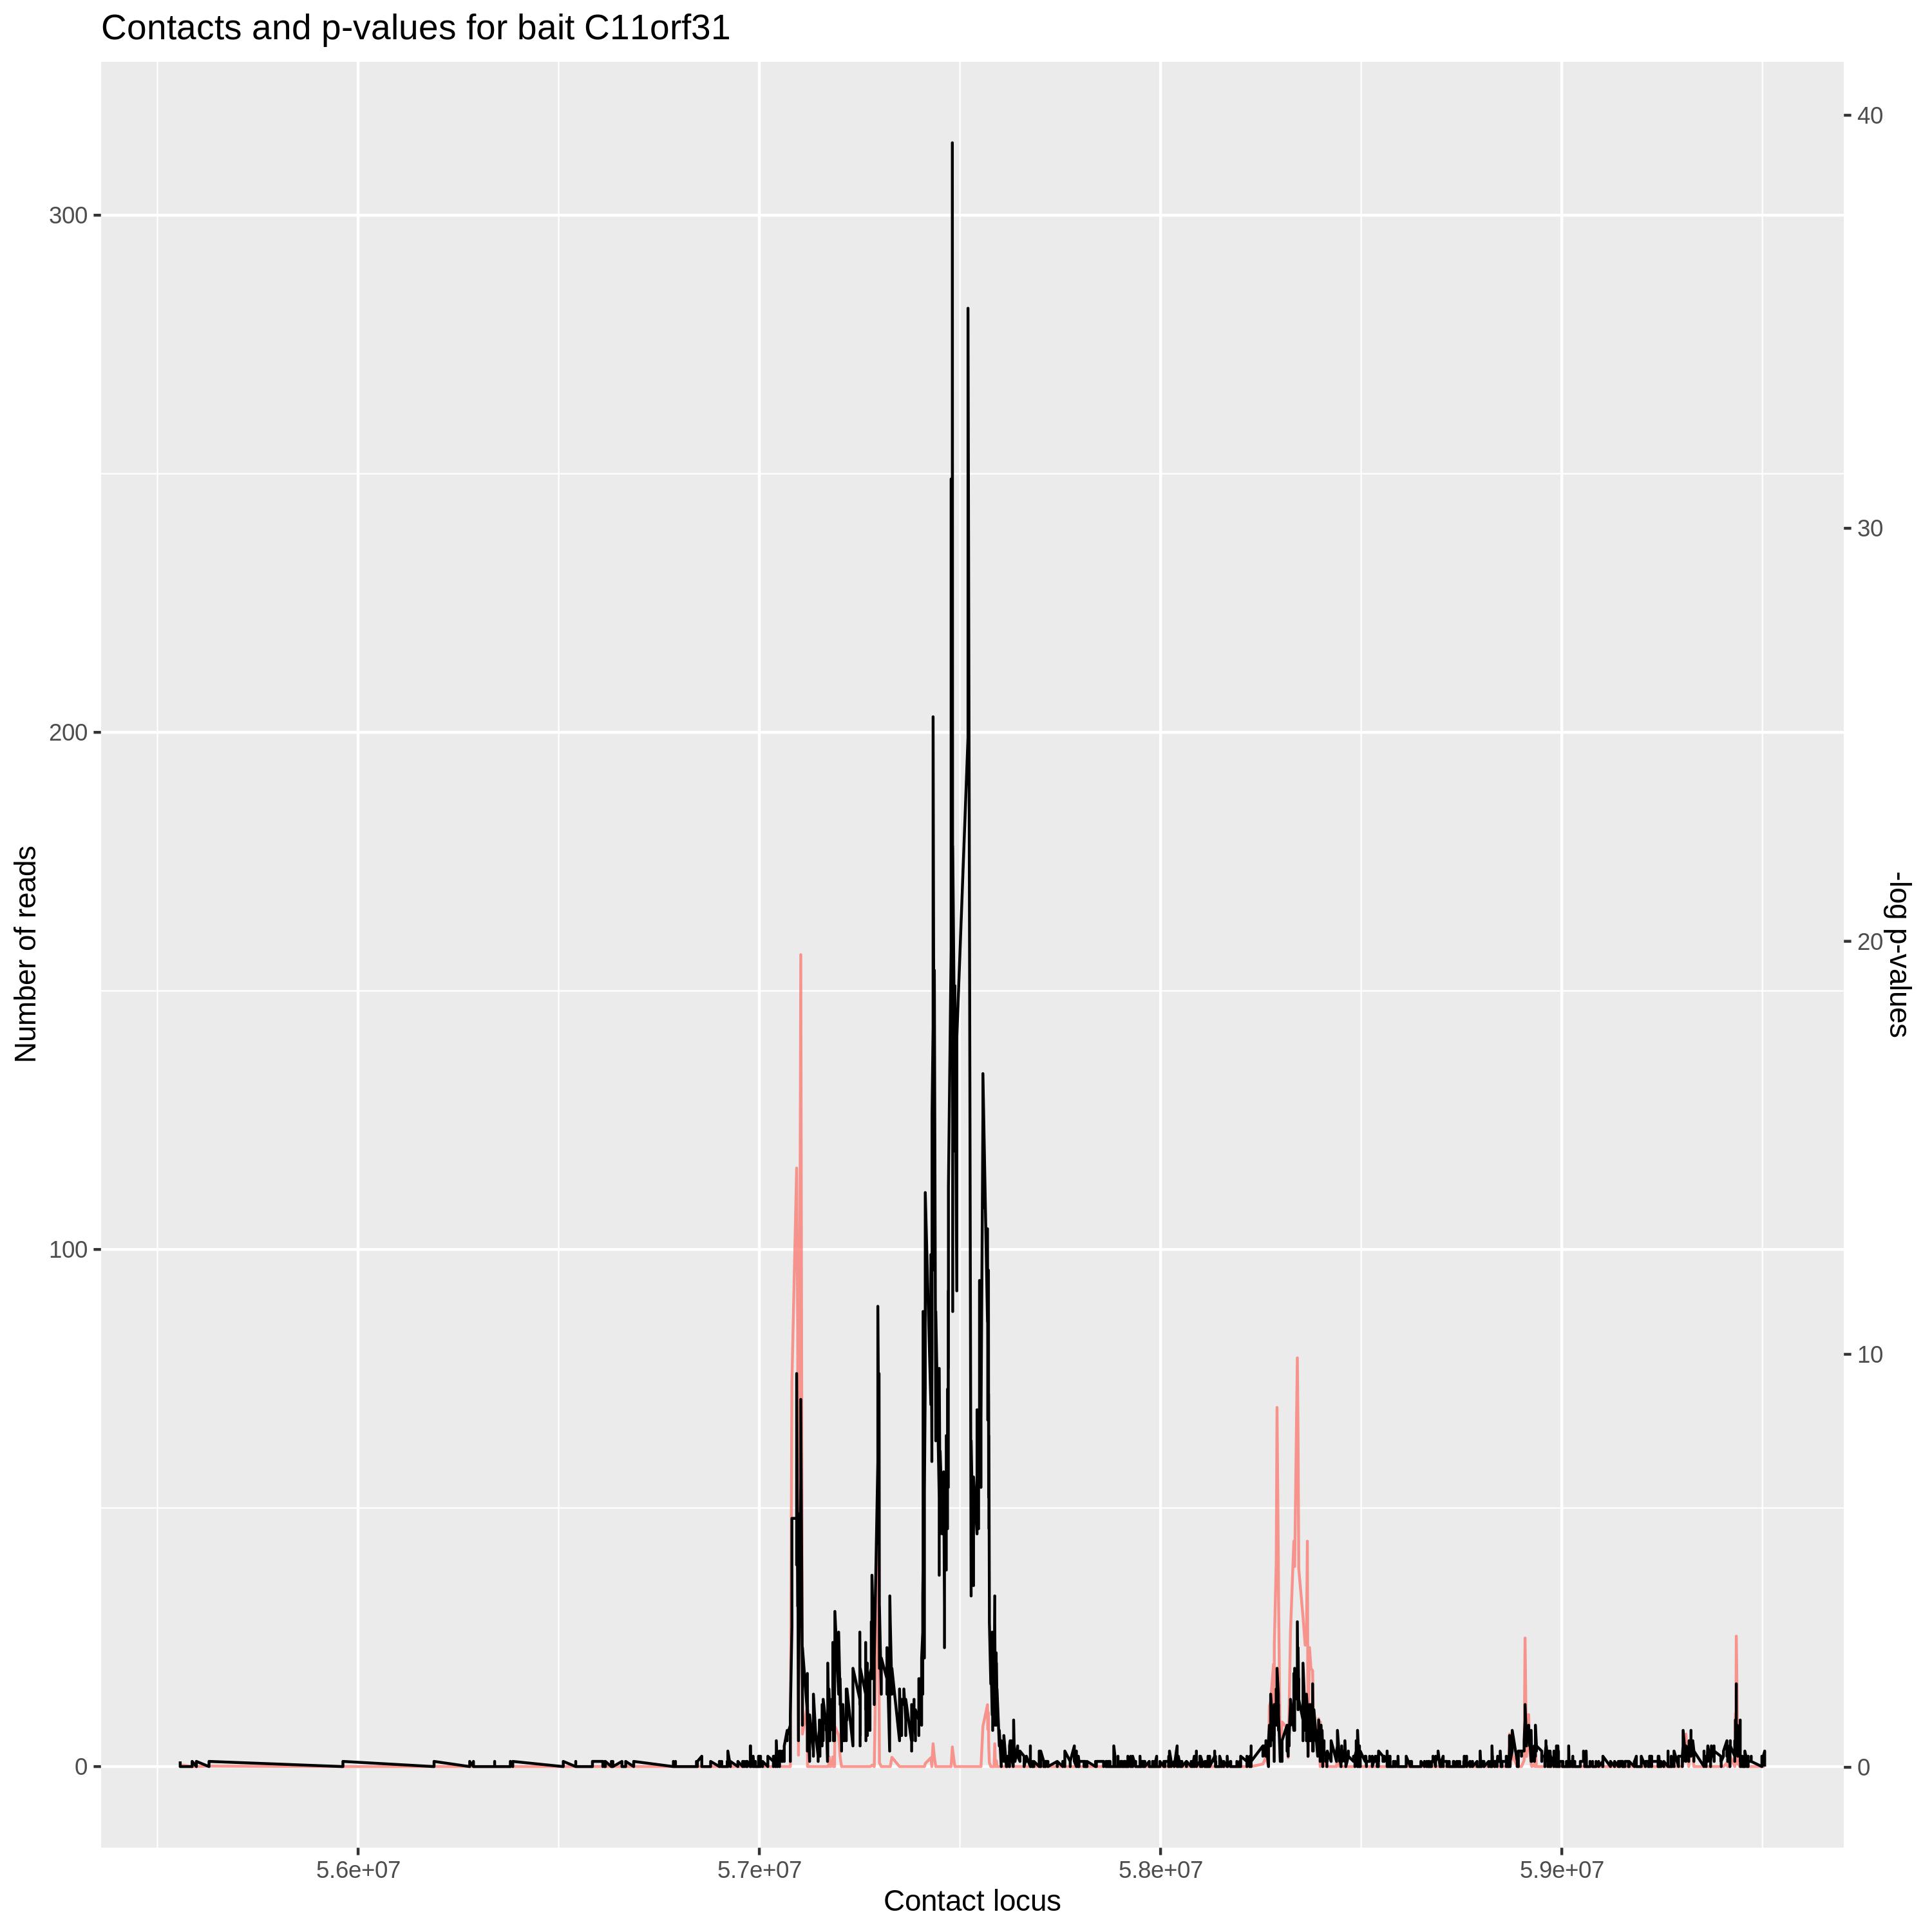 Contacts and p-values for bait C11orf31
40
300
30
200
20
100
10
0
0
Number of reads
-log p-values
5.6e+07
5.7e+07
5.8e+07
5.9e+07
Contact locus